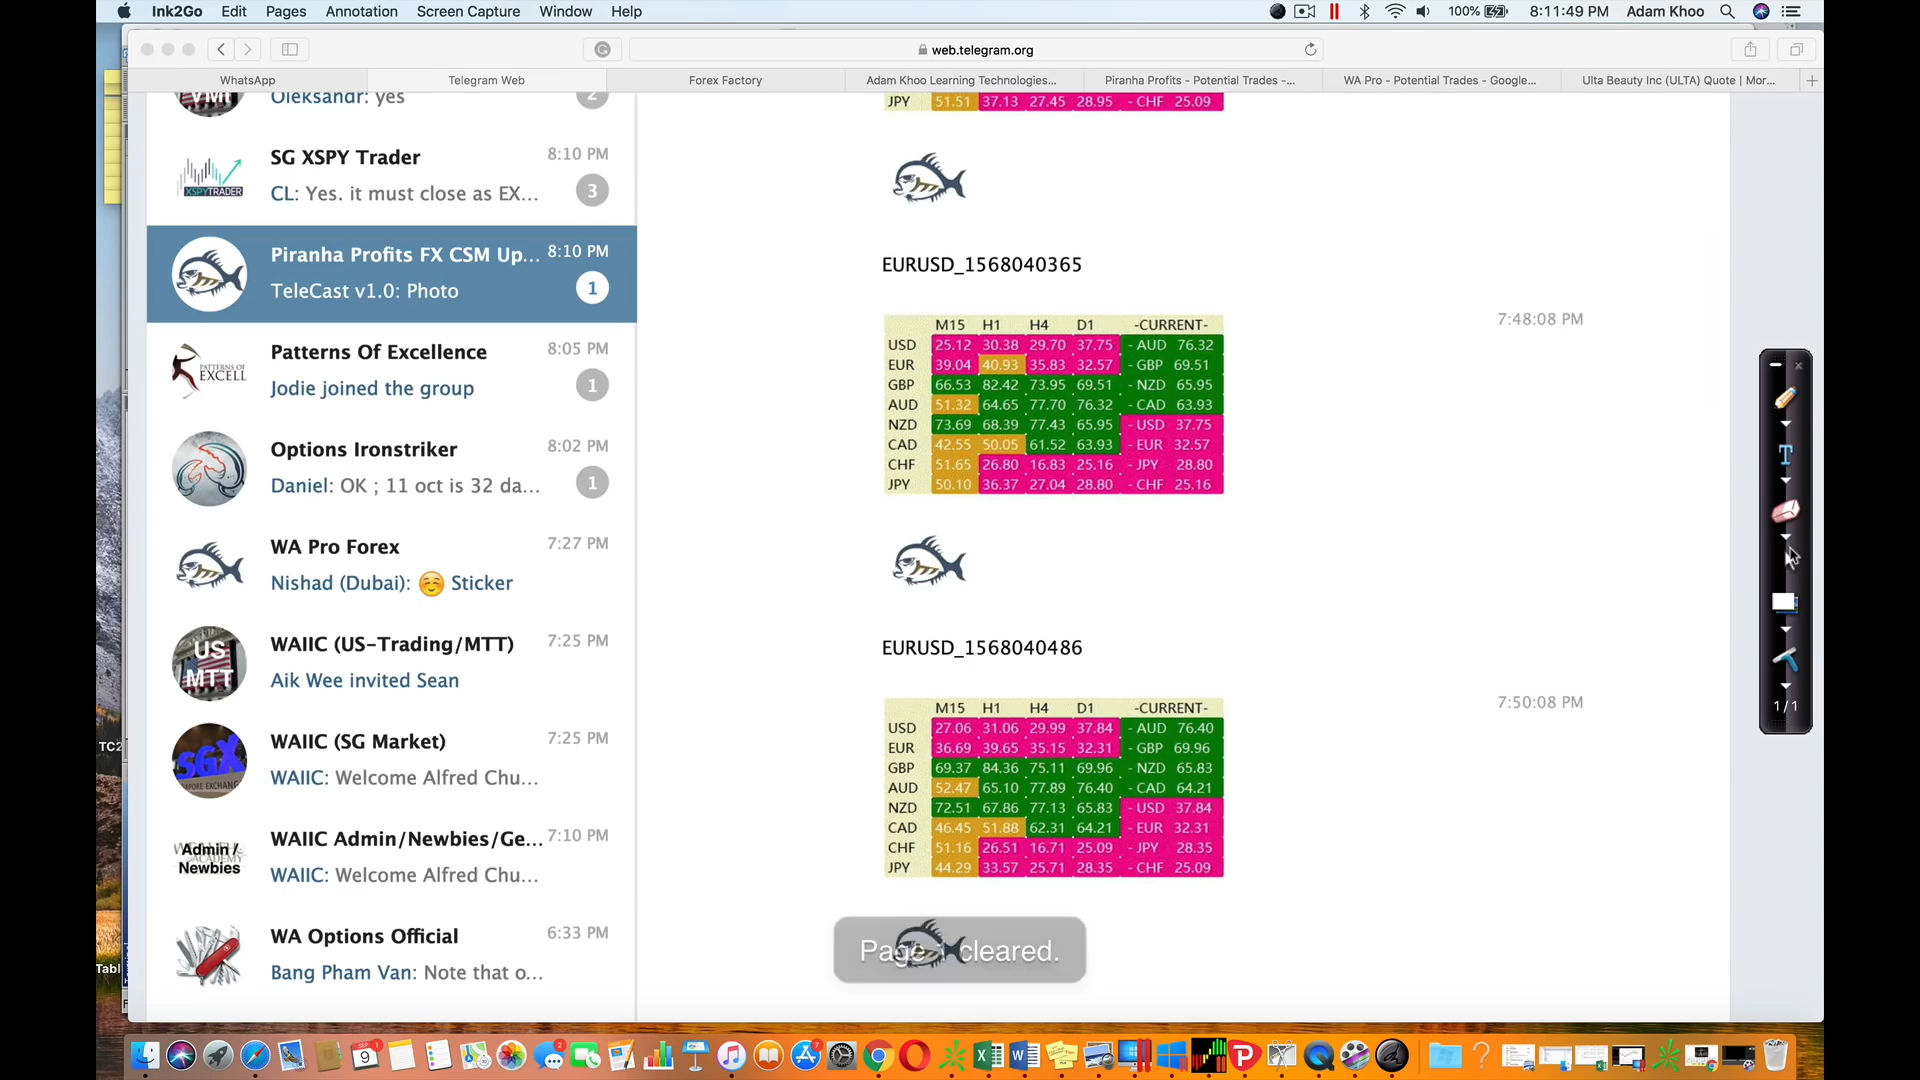 Ink2Go Edit Pages Annotation Screen Capture Window Help 100% 8:11:49 PM Adam Khoo
web.telegram.org
WhatsApp Telegram Web Forex Factory Adam Khoo Learning Technologies... Piranha Profits - Potential Trades -... WA Pro - Potential Trades - Google... Ulta Beauty Inc (ULTA) Quote | Mor...
Oleksandr: yes 2
SG XSPY Trader 8:10 PM
CL: Yes. it must close as EX... 3
XSPYTRADER
Piranha Profits FX CSM Up... 8:10 PM
TeleCast v1.0: Photo 1
Patterns Of Excellence 8:05 PM
Jodie joined the group 1
PATTERNS OF
EXCELL
Options Ironstriker 8:02 PM
Daniel: OK ; 11 oct is 32 da... 1
WA Pro Forex 7:27 PM
Nishad (Dubai): ☺️ Sticker
WAIIC (US-Trading/MTT) 7:25 PM
Aik Wee invited Sean
US
MTT
WAIIC (SG Market) 7:25 PM
WAIIC: Welcome Alfred Chu...
SGX
WAIIC Admin/Newbies/Ge... 7:10 PM
WAIIC: Welcome Alfred Chu...
Admin /
Newbies
WA Options Official 6:33 PM
Bang Pham Van: Note that o...
JPY 51.51 37.13 27.45 28.95 - CHF 25.09
EURUSD_1568040365
7:48:08 PM
M15 H1 H4 D1 -CURRENT-
USD 25.12 30.38 29.70 37.75 - AUD 76.32
EUR 39.04 40.93 35.83 32.57 - GBP 69.51
GBP 66.53 82.42 73.95 69.51 - NZD 65.95
AUD 51.32 64.65 77.70 76.32 - CAD 63.93
NZD 73.69 68.39 77.43 65.95 - USD 37.75
CAD 42.55 50.05 61.52 63.93 - EUR 32.57
CHF 51.65 26.80 16.83 25.16 - JPY 28.80
JPY 50.10 36.37 27.04 28.80 - CHF 25.16
EURUSD_1568040486
7:50:08 PM
M15 H1 H4 D1 -CURRENT-
USD 27.06 31.06 29.99 37.84 - AUD 76.40
EUR 36.69 39.65 35.15 32.31 - GBP 69.96
GBP 69.37 84.36 75.11 69.96 - NZD 65.83
AUD 52.47 65.10 77.89 76.40 - CAD 64.21
NZD 72.51 67.86 77.13 65.83 - USD 37.84
CAD 46.45 51.88 62.31 64.21 - EUR 32.31
CHF 51.16 26.51 16.71 25.09 - JPY 28.35
JPY 44.29 33.57 25.71 28.35 - CHF 25.09
Page cleared.
1/1
TC2
Tabl